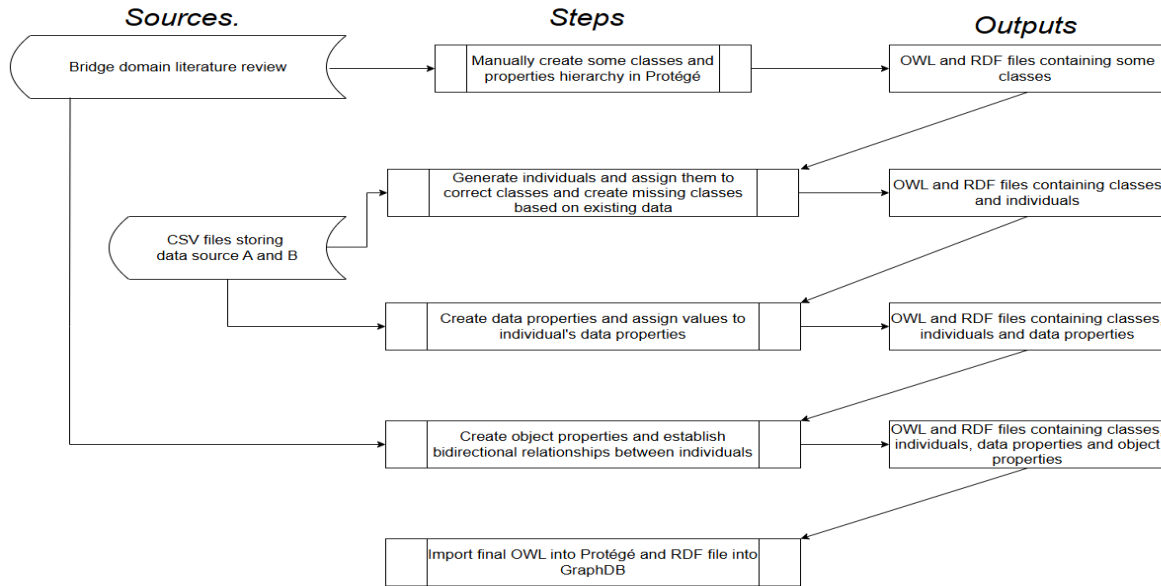 Sources.
Steps
Outputs
Bridge domain literature review
Manually create some classes and
properties hierarchy in Protégé
OWL and RDF files containing some
classes
Generate individuals and assign them to
correct classes and create missing classes
based on existing data
OWL and RDF files containing classes
and individuals
CSV files storing
data source A and B
Create data properties and assign values to
individual's data properties
OWL and RDF files containing classes,
individuals and data properties
Create object properties and establish
bidirectional relationships between individuals
OWL and RDF files containing classes,
individuals, data properties and object
properties
Import final OWL into Protégé and RDF file into
GraphDB